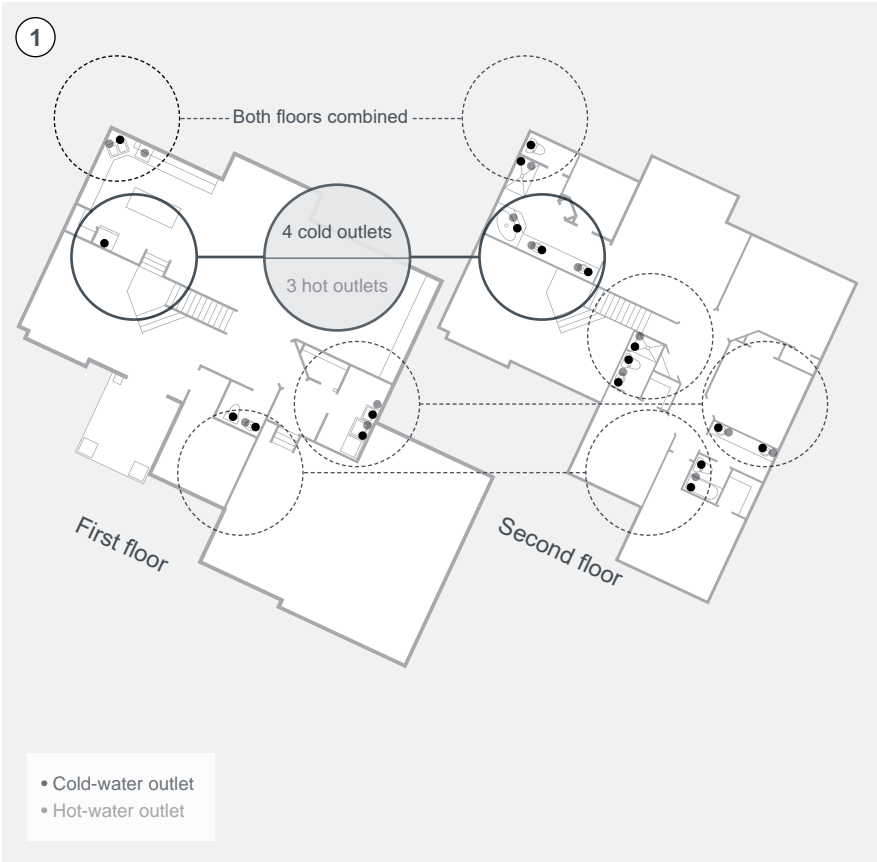 1
Both floors combined
4 cold outlets
3 hot outlets
First floor
Second floor
• Cold-water outlet
• Hot-water outlet